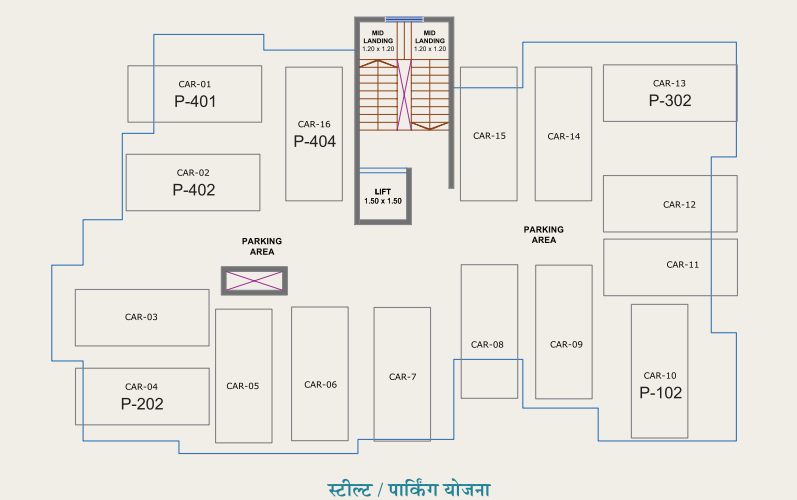 MID
LANDING
1.20 x 1.20
MID
LANDING
1.20 x 1.20
CAR-01
P-401
CAR-16
P-404
CAR-15
CAR-14
CAR-13
P-302
CAR-02
P-402
LIFT
1.50 x 1.50
CAR-12
PARKING
AREA
PARKING
AREA
CAR-11
CAR-03
CAR-04
P-202
CAR-05
CAR-06
CAR-7
CAR-08
CAR-09
CAR-10
P-102
स्टील्ट / पार्किंग योजना